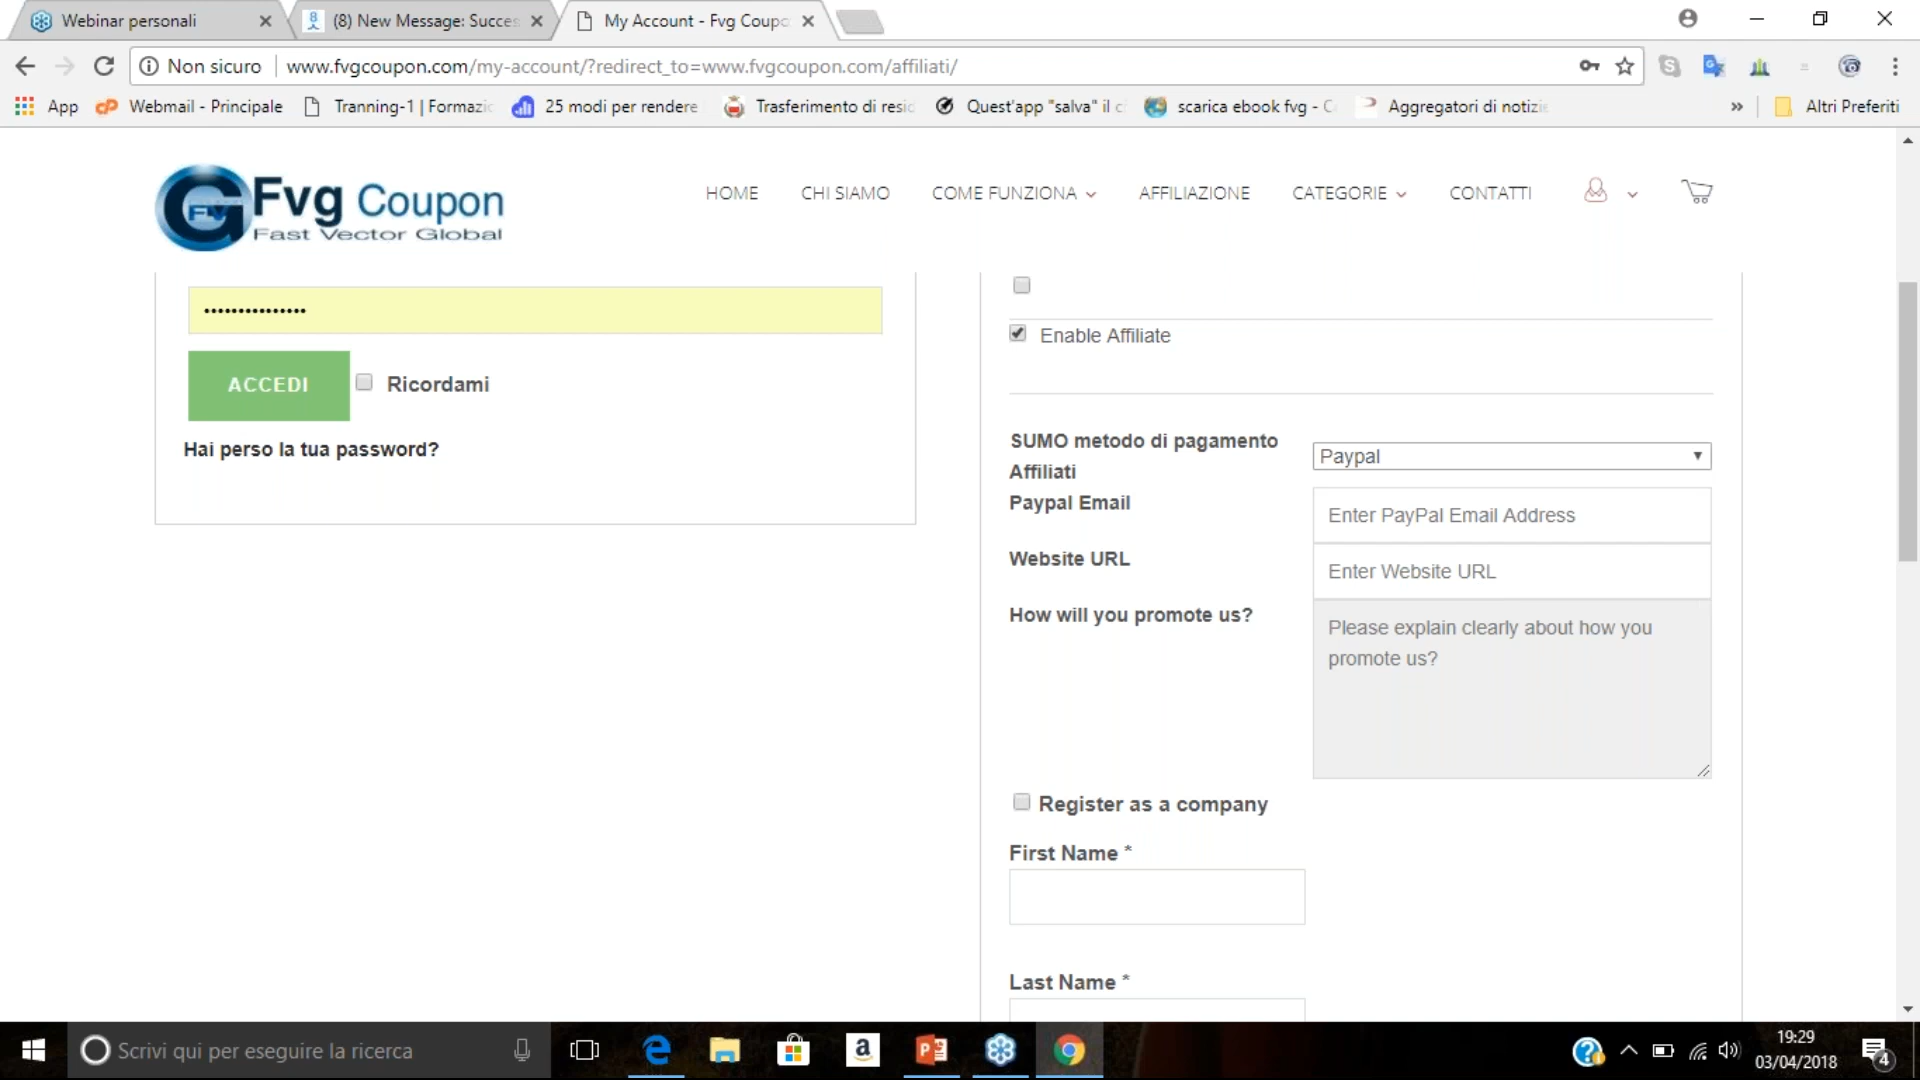 Webinar personali
(8) New Message: Succes
My Account - Fvg Coupo
Non sicuro
www.fvgcoupon.com/my-account/?redirect_to=www.fvgcoupon.com/affiliati/
App
Webmail - Principale
Tranning-1 | Formazic
25 modi per rendere
Trasferimento di resid
Quest'app "salva" il c
scarica ebook fvg - C
Aggregatori di notizi
»
Altri Preferiti
Fvg Coupon
FV
Fast Vector Global
HOME
CHI SIAMO
COME FUNZIONA
AFFILIAZIONE
CATEGORIE
CONTATTI
•••••••••••••••
ACCEDI
Ricordami
Hai perso la tua password?
Enable Affiliate
SUMO metodo di pagamento
Affiliati
Paypal
Paypal Email
Enter PayPal Email Address
Website URL
Enter Website URL
How will you promote us?
Please explain clearly about how you
promote us?
Register as a company
First Name *
Last Name *
Scrivi qui per eseguire la ricerca
19:29
03/04/2018
4